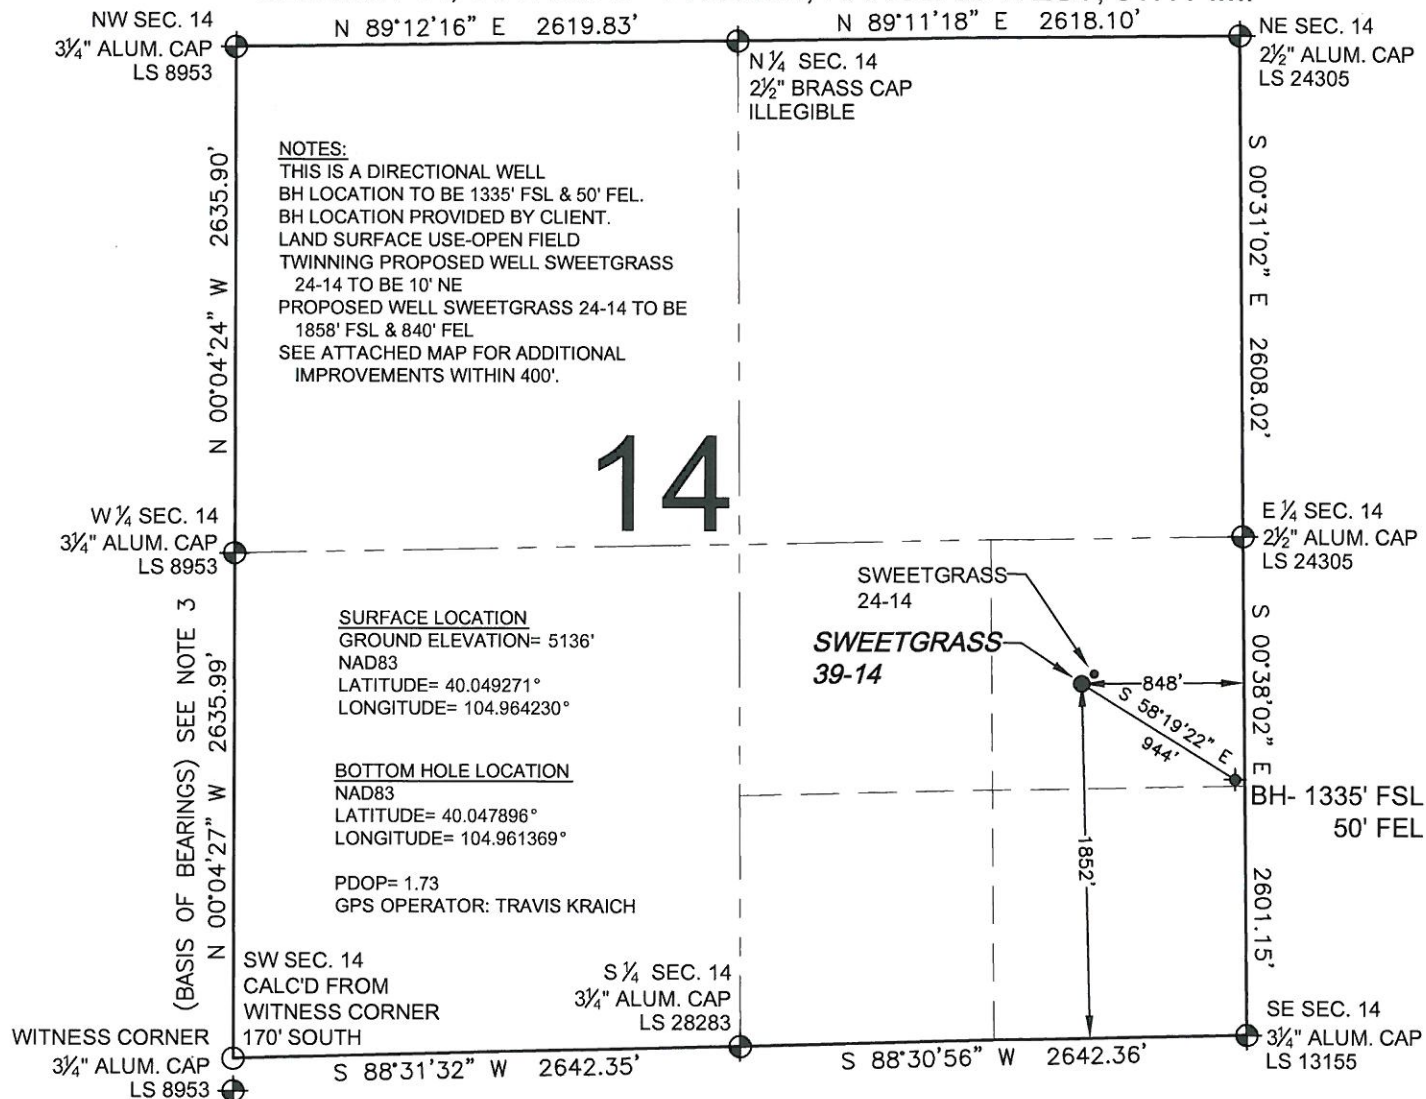 N 89°12'16" E 2619.83'
N 89°11'18" E 2618.10'
NW SEC. 14
3¼" ALUM. CAP
LS 8953
N ¼ SEC. 14
2½" BRASS CAP
ILLEGIBLE
NE SEC. 14
2½" ALUM. CAP
LS 24305
NOTES:
THIS IS A DIRECTIONAL WELL
BH LOCATION TO BE 1335' FSL & 50' FEL.
BH LOCATION PROVIDED BY CLIENT.
LAND SURFACE USE-OPEN FIELD
TWINNING PROPOSED WELL SWEETGRASS
24-14 TO BE 10' NE
PROPOSED WELL SWEETGRASS 24-14 TO BE
1858' FSL & 840' FEL
SEE ATTACHED MAP FOR ADDITIONAL
IMPROVEMENTS WITHIN 400'.
N 00°04'24" W 2635.90'
S 00°31'02" E 2608.02'
14
W ¼ SEC. 14
3¼" ALUM. CAP
LS 8953
E ¼ SEC. 14
2½" ALUM. CAP
LS 24305
SURFACE LOCATION
GROUND ELEVATION= 5136'
NAD83
LATITUDE= 40.049271°
LONGITUDE= 104.964230°
BOTTOM HOLE LOCATION
NAD83
LATITUDE= 40.047896°
LONGITUDE= 104.961369°
PDOP= 1.73
GPS OPERATOR: TRAVIS KRAICH
SWEETGRASS
24-14
SWEETGRASS
39-14
848'
S 58°19'22" E
944'
1852'
BH- 1335' FSL
50' FEL
S 00°38'02" E 2601.15'
(BASIS OF BEARINGS) SEE NOTE 3
N 00°04'27" W 2635.99'
SW SEC. 14
CALC'D FROM
WITNESS CORNER
170' SOUTH
WITNESS CORNER
3¼" ALUM. CAP
LS 8953
S ¼ SEC. 14
3¼" ALUM. CAP
LS 28283
SE SEC. 14
3¼" ALUM. CAP
LS 13155
S 88°31'32" W 2642.35'
S 88°30'56" W 2642.36'